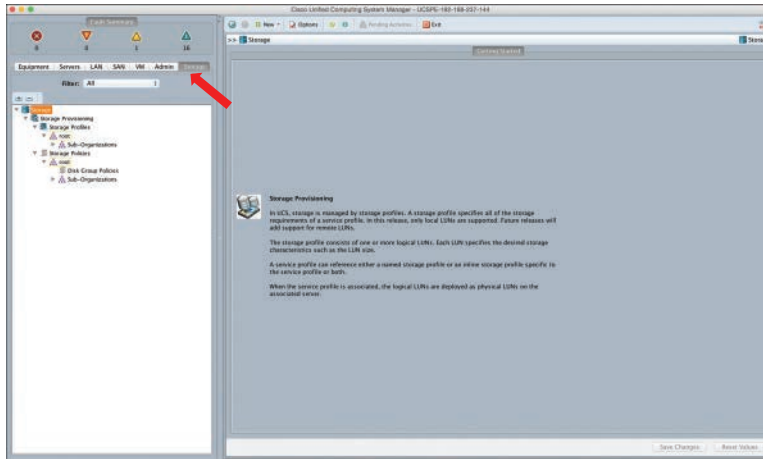 Cisco Unified Computing System Manager - UCSPE-192-168-237-144
Fault Summary
0 0 1 16
New Options Pending Activities Exit
>> Storage
Getting Started
Equipment Servers LAN SAN VM Admin Storage
Filter: All
Storage
Storage Provisioning
Storage Profiles
root
Sub-Organizations
Storage Policies
root
Disk Group Policies
Sub-Organizations
Storage Provisioning
In UCS, storage is managed by storage profiles. A storage profile specifies all of the storage
requirements of a service profile. In this release, only local LUNs are supported. Future releases will
add support for remote LUNs.
The storage profile consists of one or more logical LUNs. Each LUN specifies the desired storage
characteristics such as the LUN size.
A service profile can reference either a named storage profile or an inline storage profile specific to
the service profile or both.
When the service profile is associated, the logical LUNs are deployed as physical LUNs on the
associated server.
Save Changes Reset Values